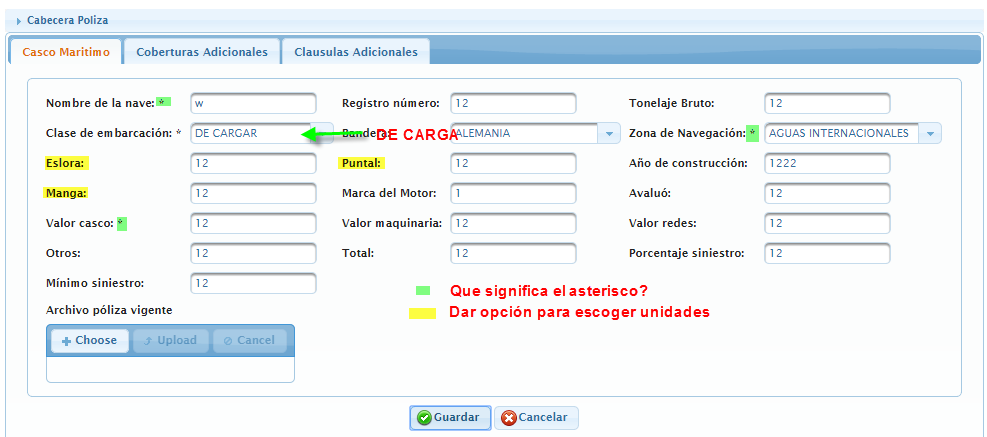 Cabecera Poliza
Casco Maritimo Coberturas Adicionales Clausulas Adicionales
Nombre de la nave: * w Registro número: 12 Tonelaje Bruto: 12
Clase de embarcación: * DE CARGAR DE CARGA Bandera: ALEMANIA Zona de Navegación: * AGUAS INTERNACIONALES
Eslora: 12 Puntal: 12 Año de construcción: 1222
Manga: 12 Marca del Motor: 1 Avaluó: 12
Valor casco: * 12 Valor maquinaria: 12 Valor redes: 12
Otros: 12 Total: 12 Porcentaje siniestro: 12
Mínimo siniestro: 12
Que significa el asterisco?
Archivo póliza vigente
Dar opción para escoger unidades
Choose Upload Cancel
Guardar Cancelar